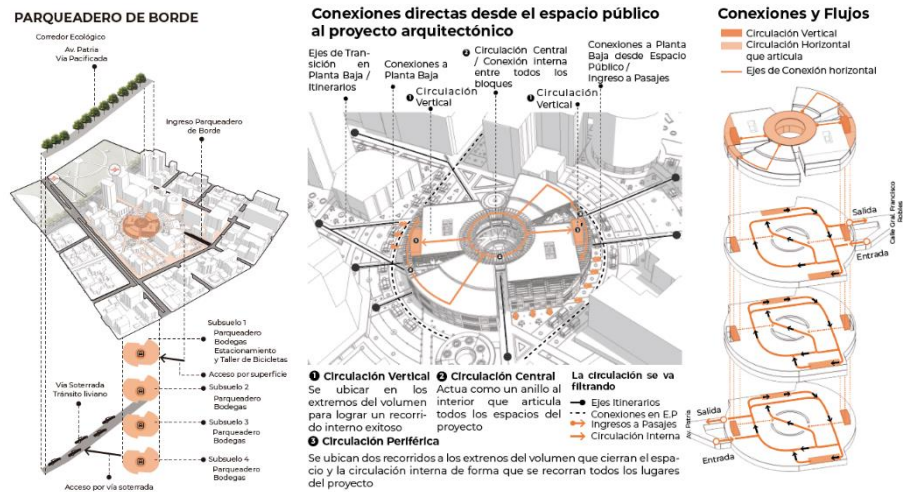 PARQUEADERO DE BORDE
Corredor Ecológico
Av. Patria
Vía Pacificada
Ingreso Parqueadero
de Borde
Subsuelo 1
Parqueadero
Bodegas
Estacionamiento
y Taller de Bicicletas
Acceso por superficie
Vía Soterrada
Tránsito liviano
Subsuelo 2
Parqueadero
Bodegas
Subsuelo 3
Parqueadero
Bodegas
Subsuelo 4
Parqueadero
Bodegas
Acceso por vía soterrada
Conexiones directas desde el espacio público
al proyecto arquitectónico
Ejes de Tran-
sición en
Planta Baja /
Itinerarios
Conexiones a
Planta Baja
1 Circulación
Vertical
2 Circulación Central
/ Conexión interna
entre todos los
bloques
1 Circulación
Vertical
Conexiones a Planta
Baja desde Espacio
Público /
Ingreso a Pasajes
1 Circulación Vertical
Se ubicar en los
extremos del volumen
para lograr un recorri-
do interno exitoso
2 Circulación Central
Actua como un anillo al
interior que articula
todos los espacios del
proyecto
La circulación se va
filtrando
Ejes Itinerarios
Conexiones en E.P
Ingresos a Pasajes
Circulación Interna
3 Circulación Periférica
Se ubican dos recorridos a los extrenos del volumen que cierran el espa-
cio y la circulación interna de forma que se recorran todos los lugares
del proyecto
Conexiones y Flujos
Circulación Vertical
Circulación Horizontal
que articula
Ejes de Conexión horizontal
Salida
Entrada
Calle Gral. Francisco
Robles
Salida
Av. Patria
Entrada